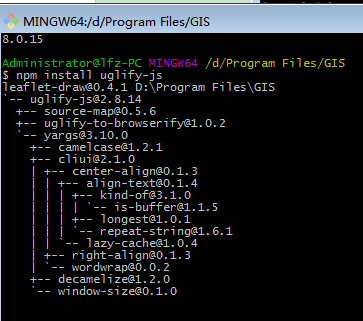 MINGW64:/d/Program Files/GIS
8.0.15
Administrator@lfz-PC MINGW64 /d/Program Files/GIS
$ npm install uglify-js
leaflet-draw@0.4.1 D:\Program Files\GIS
`-- uglify-js@2.8.14
  +-- source-map@0.5.6
  +-- uglify-to-browserify@1.0.2
  `-- yargs@3.10.0
    +-- camelcase@1.2.1
    +-- cliui@2.1.0
    | +-- center-align@0.1.3
    | | +-- align-text@0.1.4
    | | | +-- kind-of@3.1.0
    | | | | `-- is-buffer@1.1.5
    | | | +-- longest@1.0.1
    | | | `-- repeat-string@1.6.1
    | | `-- lazy-cache@1.0.4
    | +-- right-align@0.1.3
    | `-- wordwrap@0.0.2
    +-- decamelize@1.2.0
    `-- window-size@0.1.0